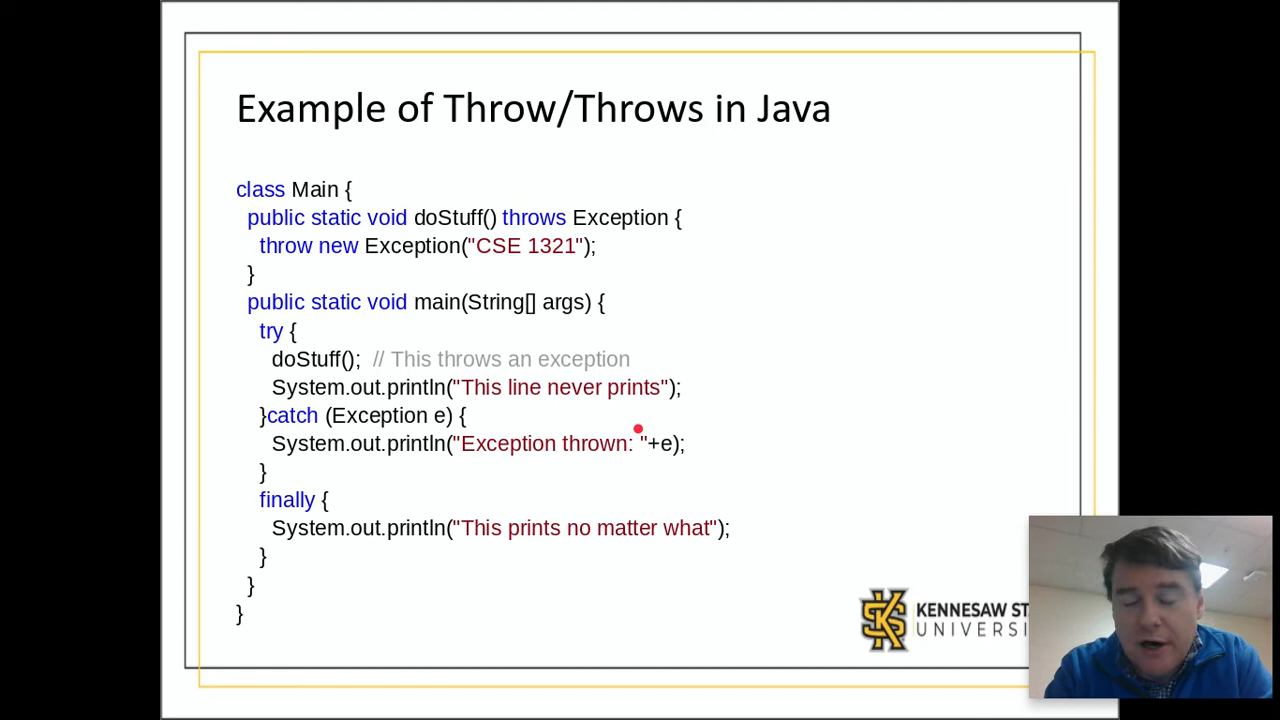 Example of Throw/Throws in Java
class Main {
public static void doStuff() throws Exception {
throw new Exception("CSE 1321");
}
public static void main(String[] args) {
try {
doStuff(); // This throws an exception
System.out.println("This line never prints");
}catch (Exception e) {
System.out.println("Exception thrown: "+e);
}
finally {
System.out.println("This prints no matter what");
}
}
}
KENNESAW ST
UNIVERSI